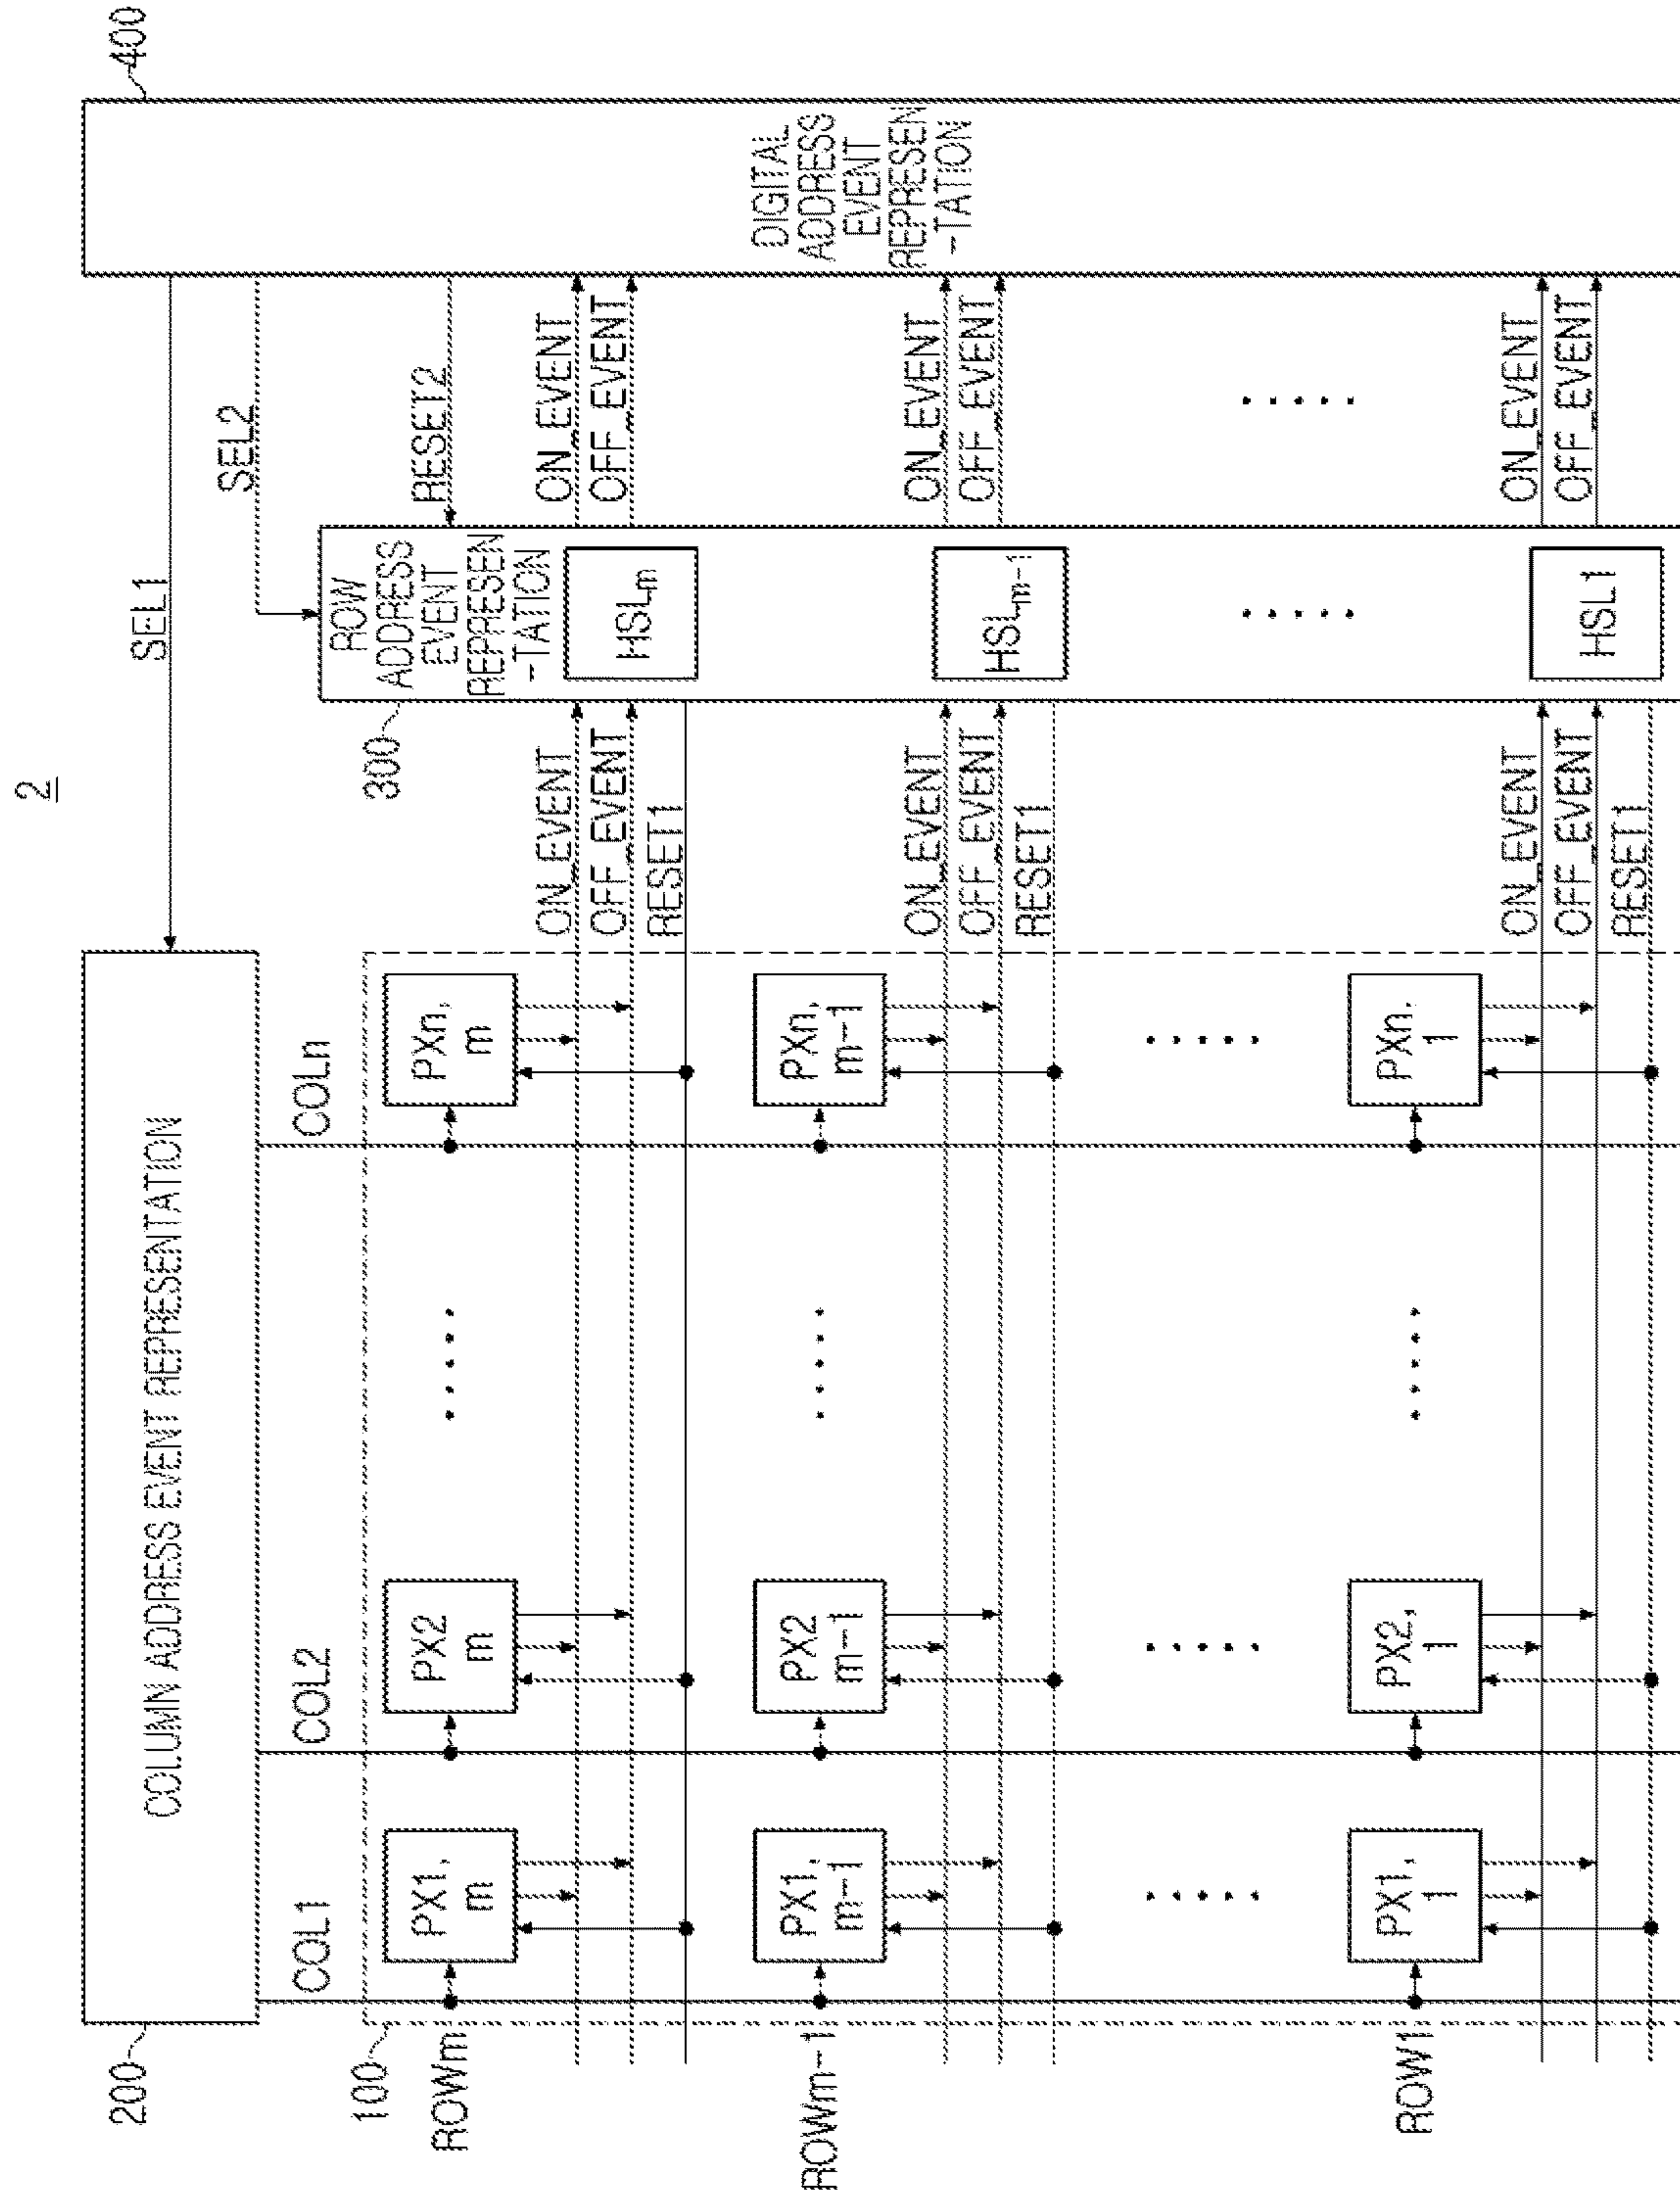 2
200
COLUMN ADDRESS EVENT REPRESENTATION
SEL1
400
DIGITAL
ADDRESS
EVENT
REPRESEN
-TATION
SEL2
COL1
COL2
COLn
300
ROW
ADDRESS
EVENT
REPRESEN
-TATION
RESET2
100
ROWm
PX1,
m
PX2
m
PXn,
m
ON_EVENT
OFF_EVENT
RESET1
HSLm
ON_EVENT
OFF_EVENT
ROWm-1
PX1,
m-1
PX2
m-1
PXn,
m-1
ON_EVENT
OFF_EVENT
RESET1
HSLm-1
ON_EVENT
OFF_EVENT
ROW1
PX1,
1
PX2,
1
PXn,
1
ON_EVENT
OFF_EVENT
RESET1
HSL1
ON_EVENT
OFF_EVENT